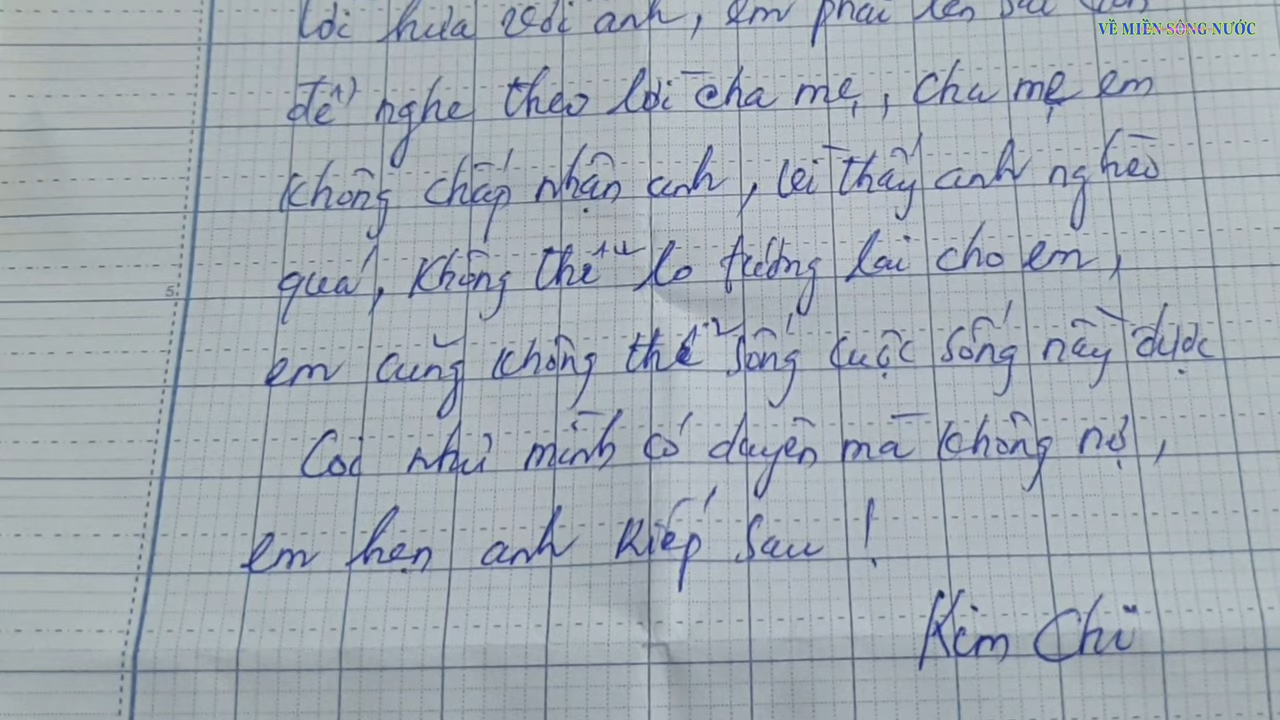 lời hứa với anh, em phải lên sài
VỀ MIỀN SÔNG NƯỚC
để nghe theo lời cha mẹ, cha mẹ em
không chấp nhận anh, vì thấy anh nghèo
quá, không thể lo tương lai cho em,
em cũng không thể sống cuộc sống này được
Coi như mình có duyên mà không nợ,
em hẹn anh kiếp sau !
Kim Chi
5